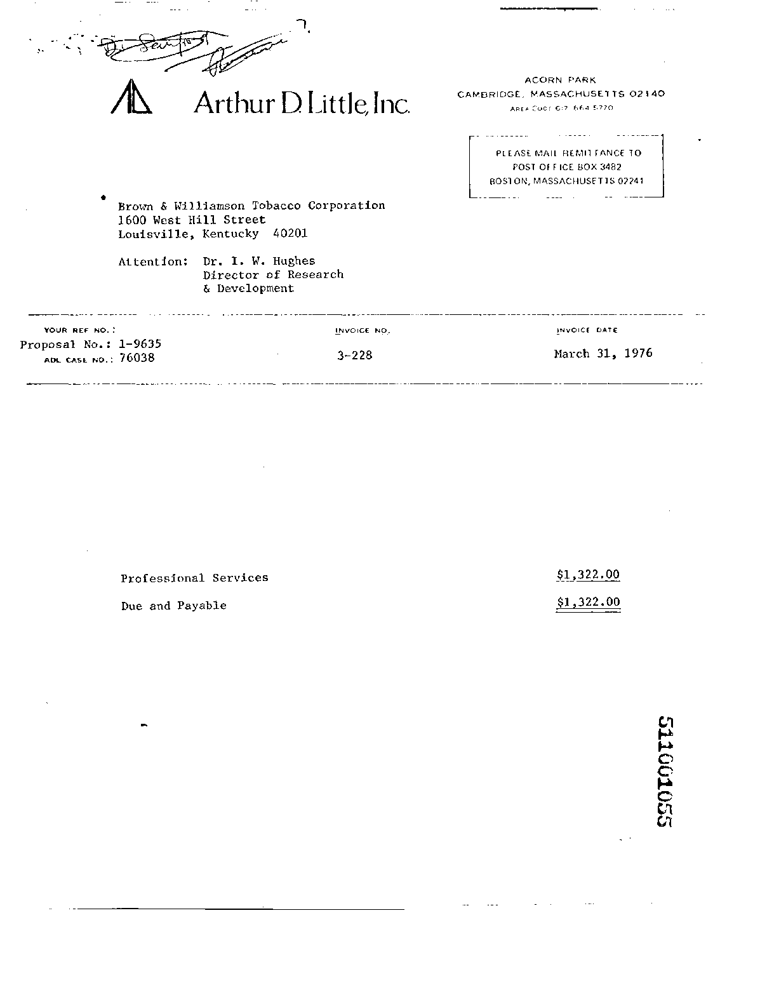 Dr Sanford
Arthur D. Little, Inc.
ACORN PARK
CAMBRIDGE, MASSACHUSETTS 02140
AREA CODE 617 864-5770
PLEASE MAIL REMITTANCE TO
POST OFFICE BOX 3482
BOSTON, MASSACHUSETTS 02241
Brown & Williamson Tobacco Corporation
1600 West Hill Street
Louisville, Kentucky 40201
Attention: Dr. I. W. Hughes
Director of Research
& Development
YOUR REF NO.: INVOICE NO. INVOICE DATE
Proposal No.: 1-9635
ADL CASE NO.: 76038 3-228 March 31, 1976
Professional Services $1,322.00
Due and Payable $1,322.00
511001055